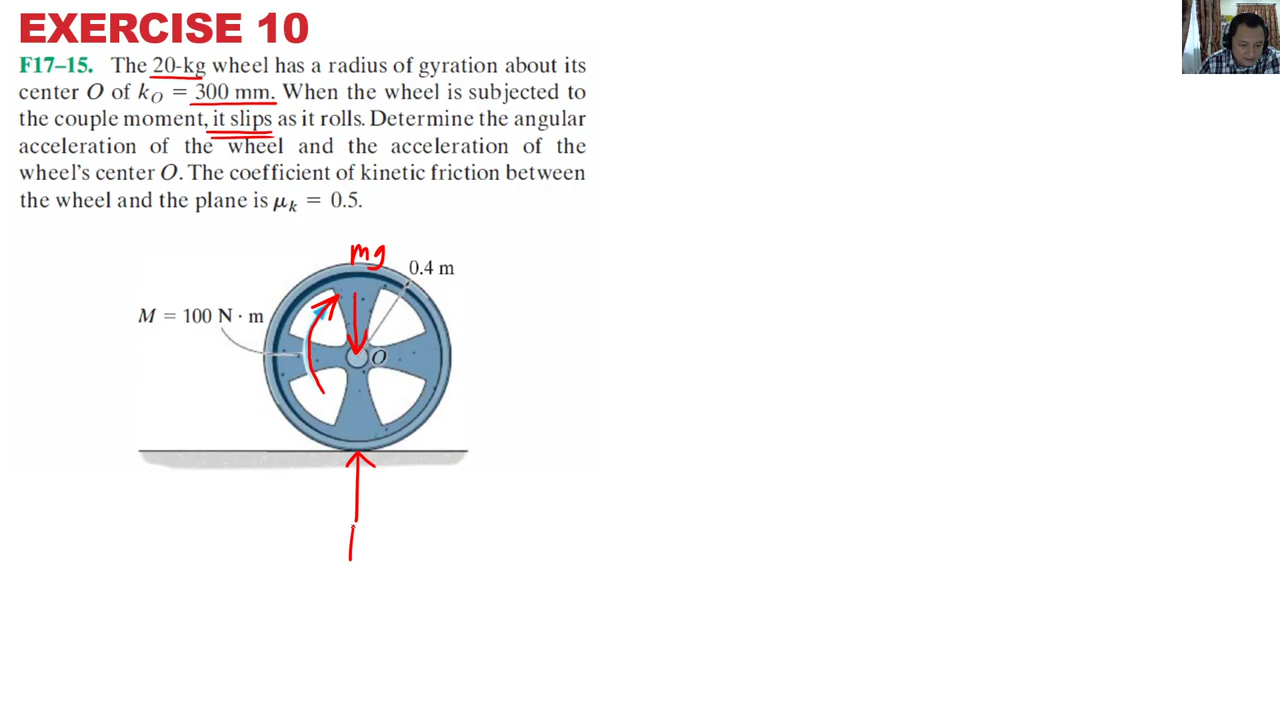 EXERCISE 10
F17–15. The 20-kg wheel has a radius of gyration about its
center O of kO = 300 mm. When the wheel is subjected to
the couple moment, it slips as it rolls. Determine the angular
acceleration of the wheel and the acceleration of the
wheel's center O. The coefficient of kinetic friction between
the wheel and the plane is μk = 0.5.
mg
0.4 m
M = 100 N · m
O